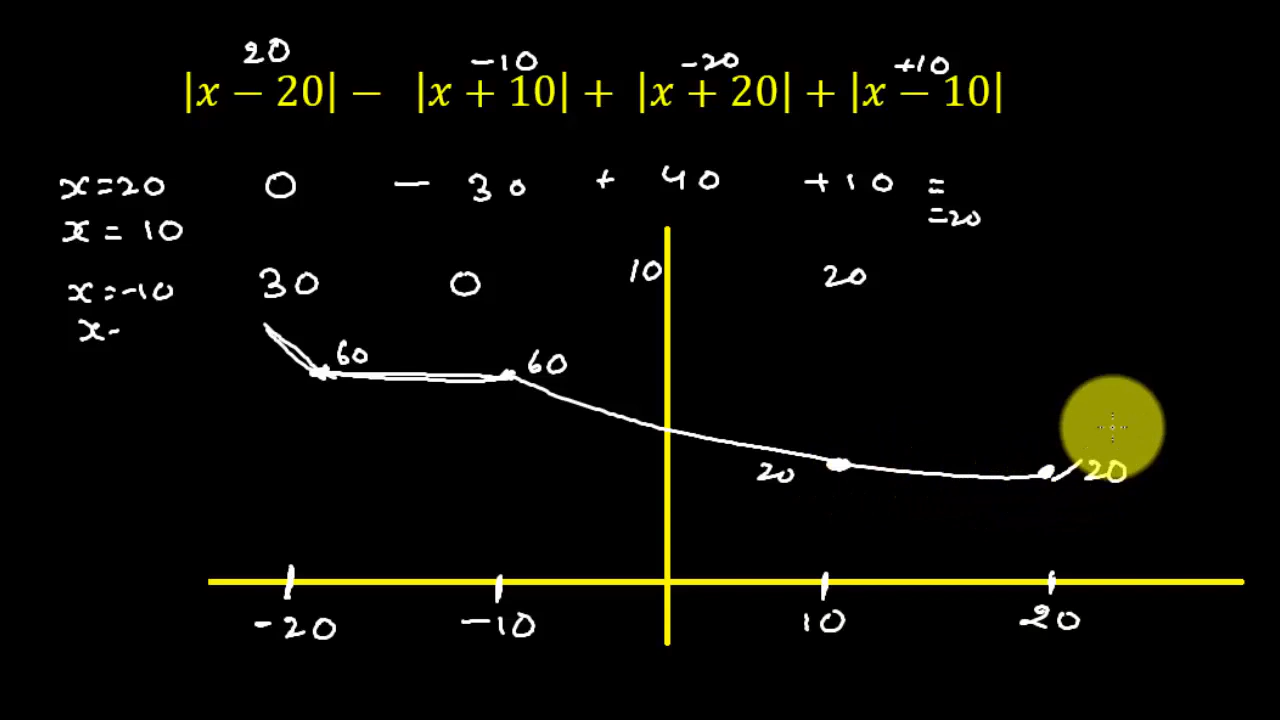 20 -10 -20 +10
|x − 20| − |x + 10| + |x + 20| + |x − 10|
x=20 0 - 30 + 40 +10 =
=20
x = 10
10
x=-10 30 0 20
x-
60
60
20
20
-20 -10 10 20